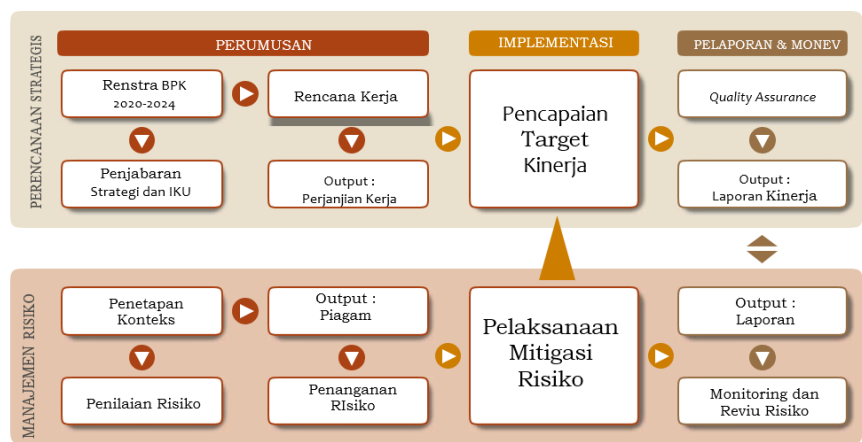 PERENCANAAN STRATEGIS
PERUMUSAN
IMPLEMENTASI
PELAPORAN & MONEV
Renstra BPK
2020-2024
Rencana Kerja
Pencapaian
Target
Kinerja
Quality Assurance
Penjabaran
Strategi dan IKU
Output :
Perjanjian Kerja
Output :
Laporan Kinerja
MANAJEMEN RISIKO
Penetapan
Konteks
Output :
Piagam
Pelaksanaan
Mitigasi
Risiko
Output :
Laporan
Penilaian Risiko
Penanganan
RIsiko
Monitoring dan
Reviu Risiko